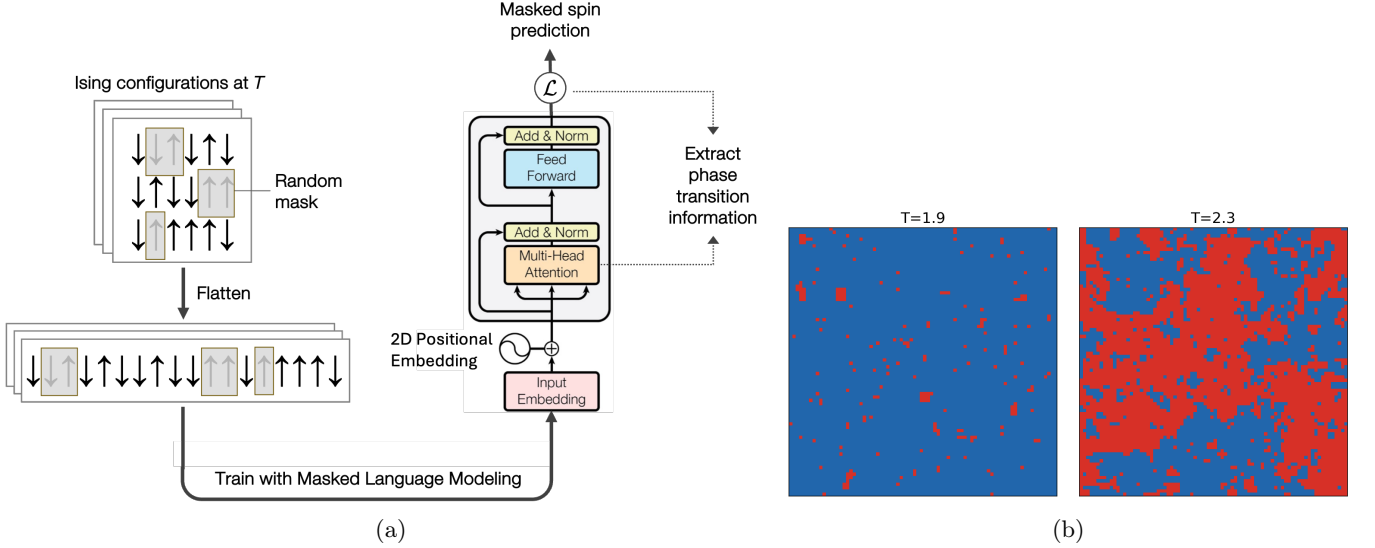 Masked spin
prediction
ℒ
Ising configurations at T
Random
mask
Flatten
Add & Norm
Feed
Forward
Add & Norm
Multi-Head
Attention
Extract
phase
transition
information
2D Positional
Embedding
Input
Embedding
Train with Masked Language Modeling
(a)
T=1.9
T=2.3
(b)